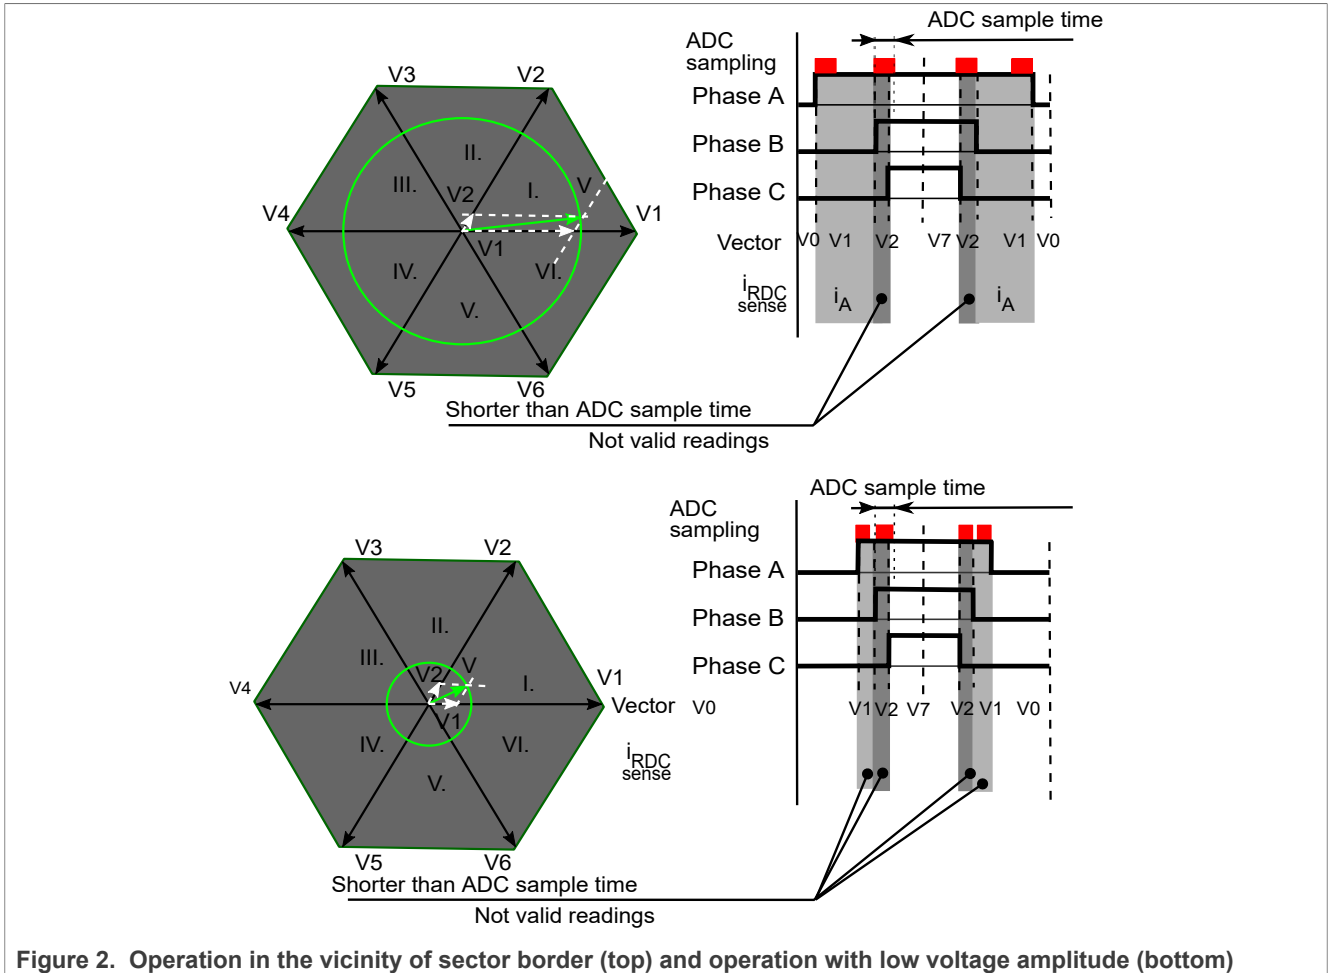 ADC sample time
ADC
sampling
V3 V2
Phase A
Phase B
II.
III. I. V
V2
Phase C
V4 V1
V1
Vector V0 V1 V2 V7 V2 V1 V0
IV. VI.
V.
iRDC
sense
iA iA
V5 V6
Shorter than ADC sample time
Not valid readings
ADC sample time
ADC
sampling
V3 V2
Phase A
Phase B
II.
III. V
V2 I.
Phase C
V4 V1
Vector V0 V1 V2 V7 V2 V1 V0
V1
IV. VI.
iRDC
sense
V.
V5 V6
Shorter than ADC sample time
Not valid readings
Figure 2. Operation in the vicinity of sector border (top) and operation with low voltage amplitude (bottom)